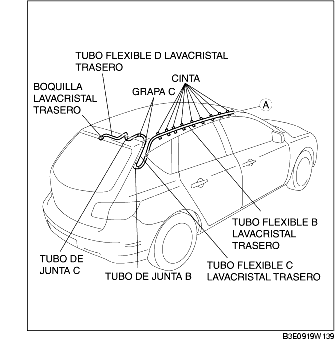 TUBO FLEXIBLE D LAVACRISTAL
TRASERO
CINTA
BOQUILLA
LAVACRISTAL
TRASERO
GRAPA C
A
TUBO FLEXIBLE B
LAVACRISTAL
TRASERO
TUBO DE
JUNTA C
TUBO DE JUNTA B
TUBO FLEXIBLE C
LAVACRISTAL TRASERO
B3E0919W139